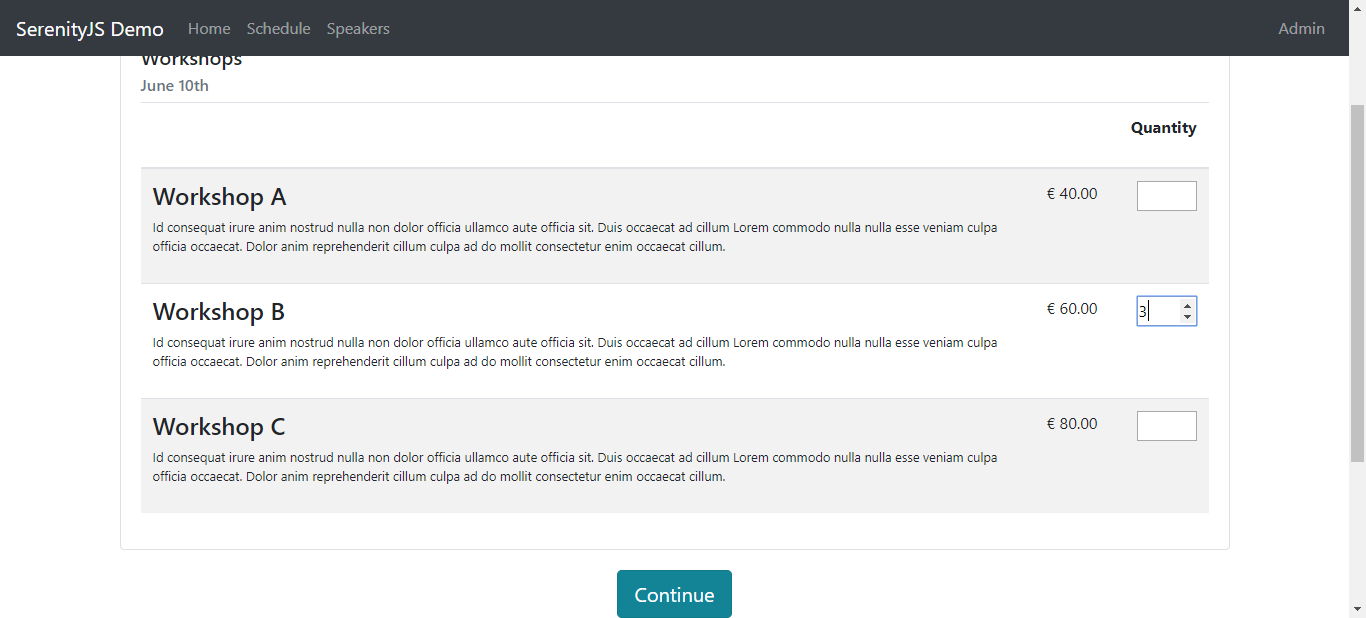 SerenityJS Demo Home Schedule Speakers Admin
Workshops
June 10th
Quantity
Workshop A € 40.00
Id consequat irure anim nostrud nulla non dolor officia ullamco aute officia sit. Duis occaecat ad cillum Lorem commodo nulla nulla esse veniam culpa
officia occaecat. Dolor anim reprehenderit cillum culpa ad do mollit consectetur enim occaecat cillum.
Workshop B € 60.00 3
Id consequat irure anim nostrud nulla non dolor officia ullamco aute officia sit. Duis occaecat ad cillum Lorem commodo nulla nulla esse veniam culpa
officia occaecat. Dolor anim reprehenderit cillum culpa ad do mollit consectetur enim occaecat cillum.
Workshop C € 80.00
Id consequat irure anim nostrud nulla non dolor officia ullamco aute officia sit. Duis occaecat ad cillum Lorem commodo nulla nulla esse veniam culpa
officia occaecat. Dolor anim reprehenderit cillum culpa ad do mollit consectetur enim occaecat cillum.
Continue